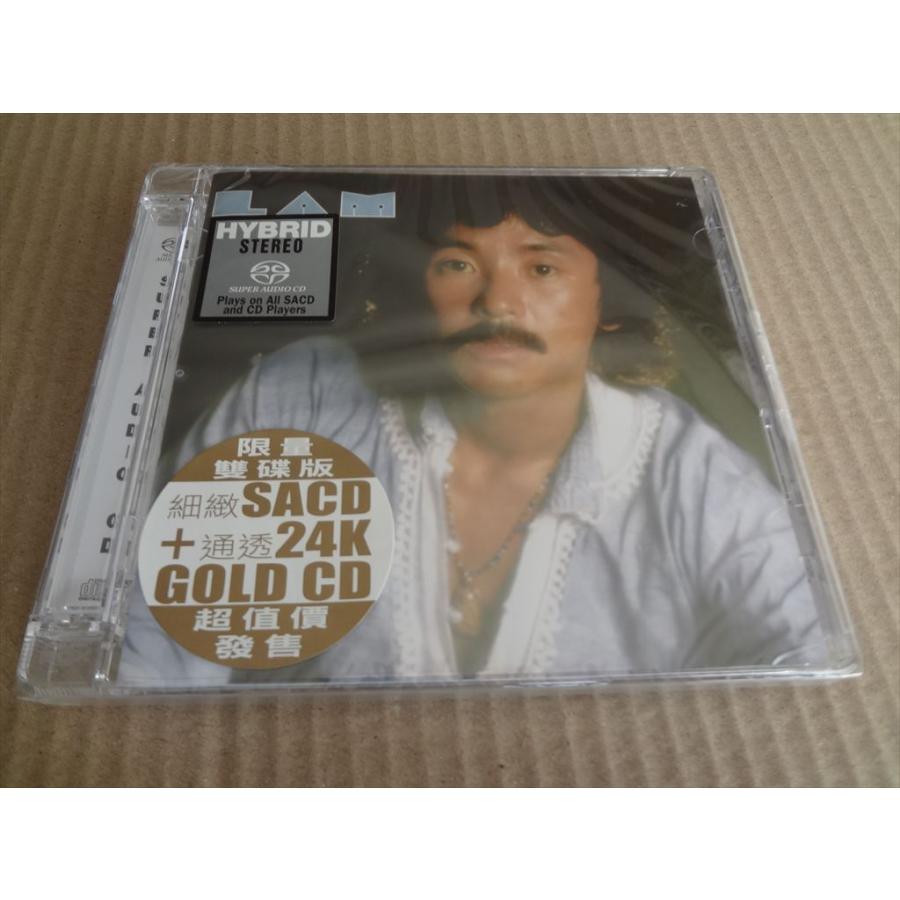 LAM
HYBRID
STEREO
SUPER AUDIO CD
Plays on All SACD
and CD Players
SUPER AUDIO CD
限量
雙碟版
細緻SACD
+通透24K
GOLD CD
超值價
發售